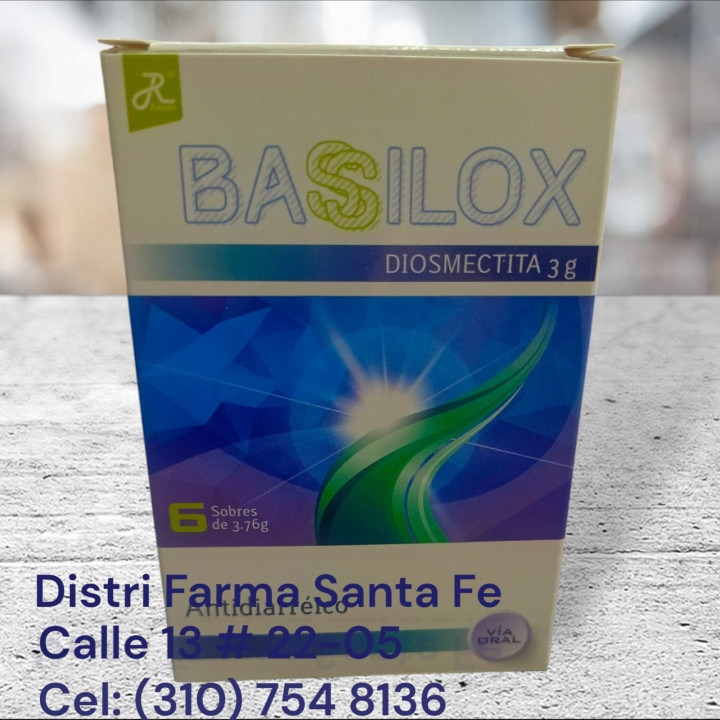 R
BASILOX
DIOSMECTITA 3 g
6 Sobres
de 3.76g
Distri Farma Santa Fe
Antidiarréico
Calle 13 # 22-05
VÍA
ORAL
Cel: (310) 754 8136